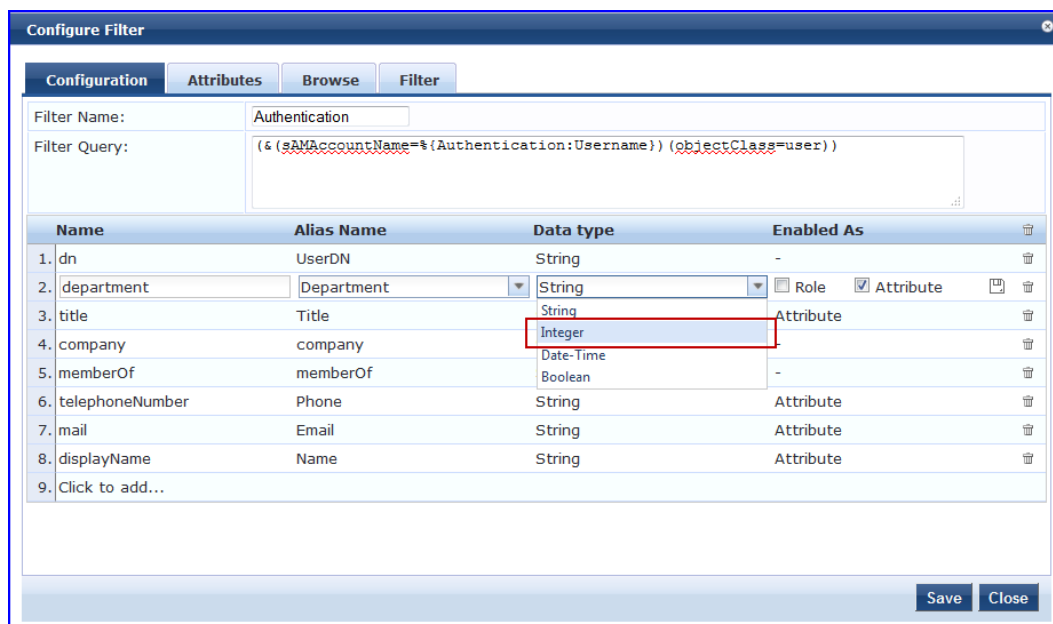 Configure Filter
Configuration Attributes Browse Filter
Filter Name: Authentication
Filter Query: (&(sAMAccountName=%{Authentication:Username})(objectClass=user))
Name Alias Name Data type Enabled As
1. dn UserDN String -
2. department Department String Role Attribute
String
3. title Title Attribute
Integer
4. company company -
Date-Time
5. memberOf memberOf -
Boolean
6. telephoneNumber Phone String Attribute
7. mail Email String Attribute
8. displayName Name String Attribute
9. Click to add...
Save Close